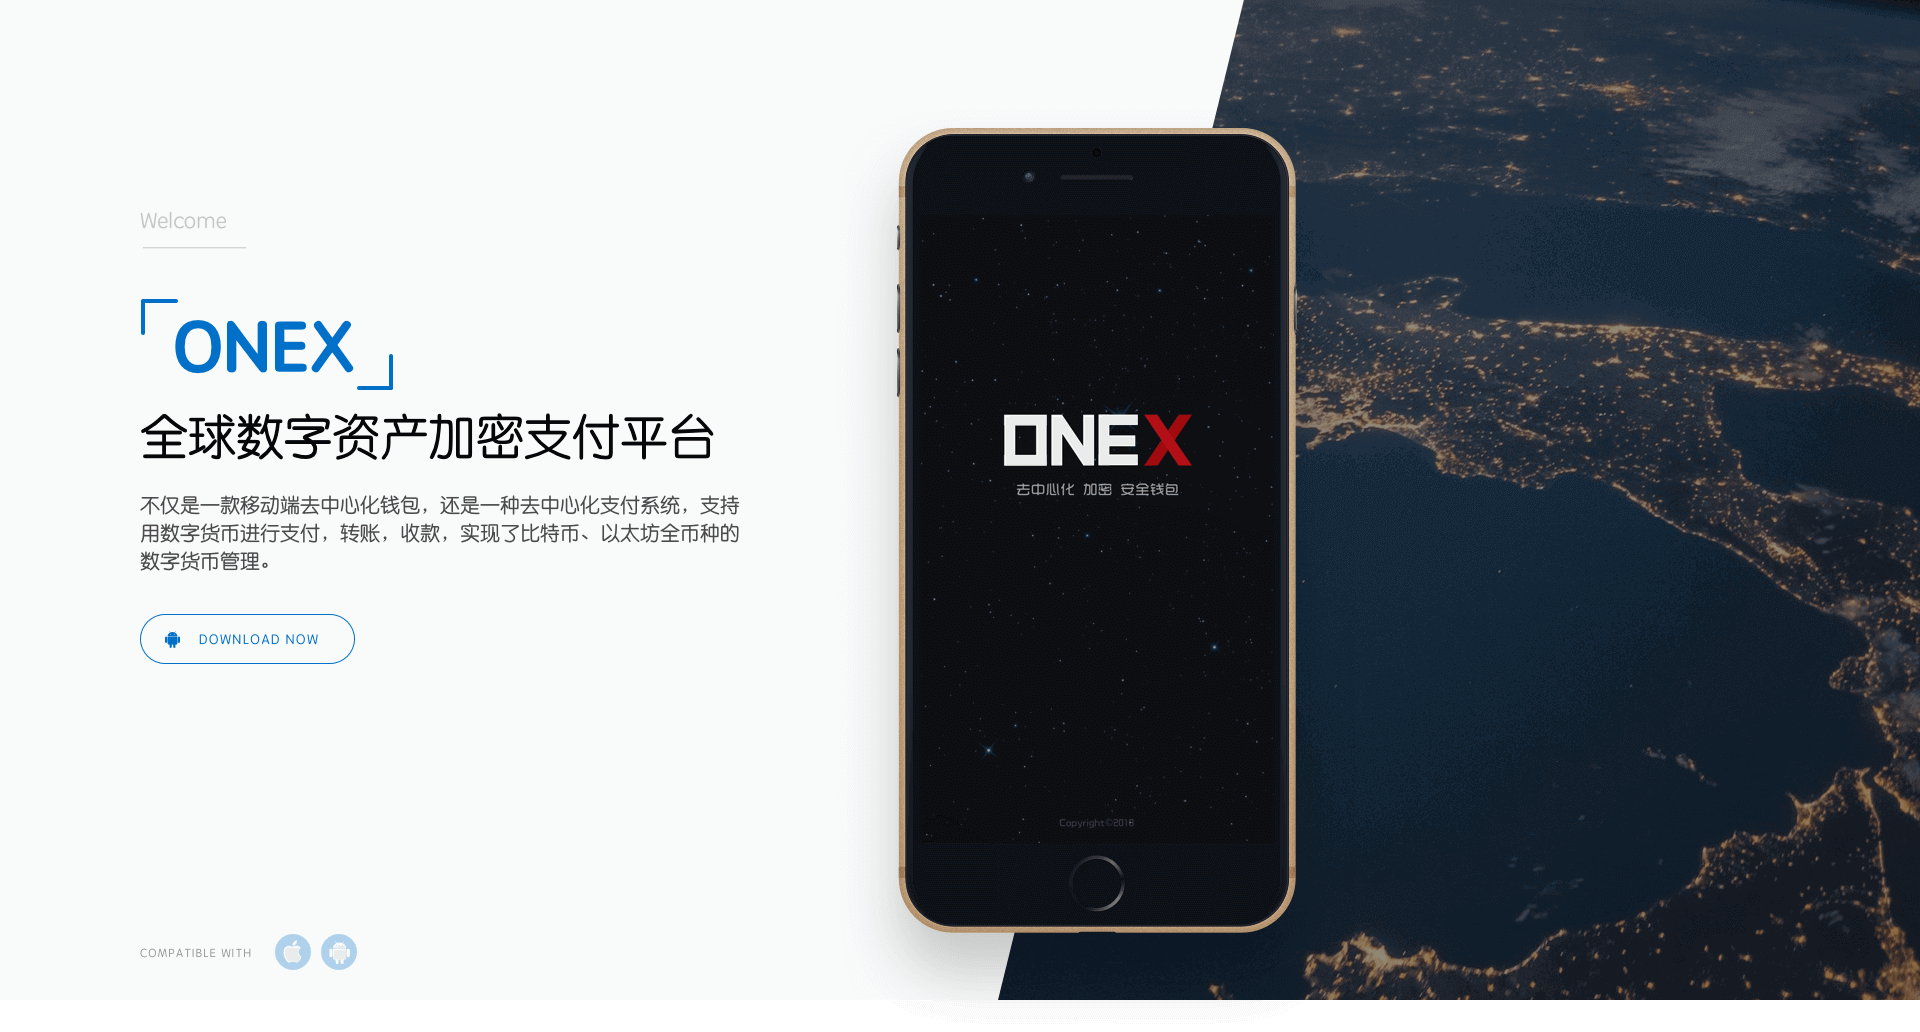 Welcome
ONEX
全球数字资产加密支付平台
不仅是一款移动端去中心化钱包，还是一种去中心化支付系统，支持
用数字货币进行支付，转账，收款，实现了比特币、以太坊全币种的
数字货币管理。
DOWNLOAD NOW
COMPATIBLE WITH
ONEX
去中心化 加密 安全钱包
Copyright ©2018